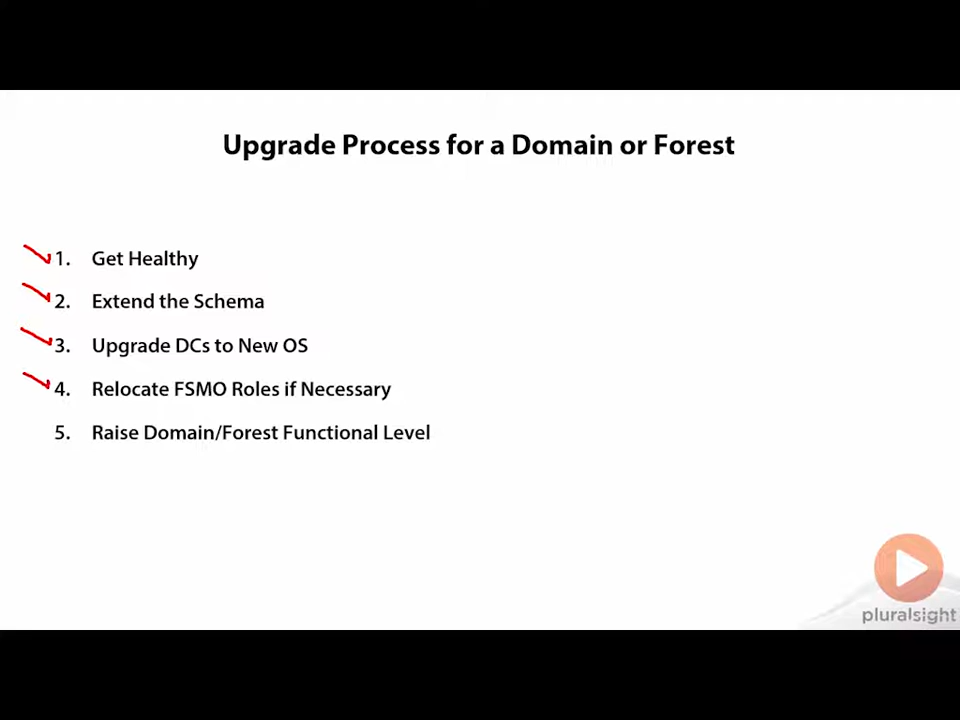 Upgrade Process for a Domain or Forest
1. Get Healthy
2. Extend the Schema
3. Upgrade DCs to New OS
4. Relocate FSMO Roles if Necessary
5. Raise Domain/Forest Functional Level
pluralsight